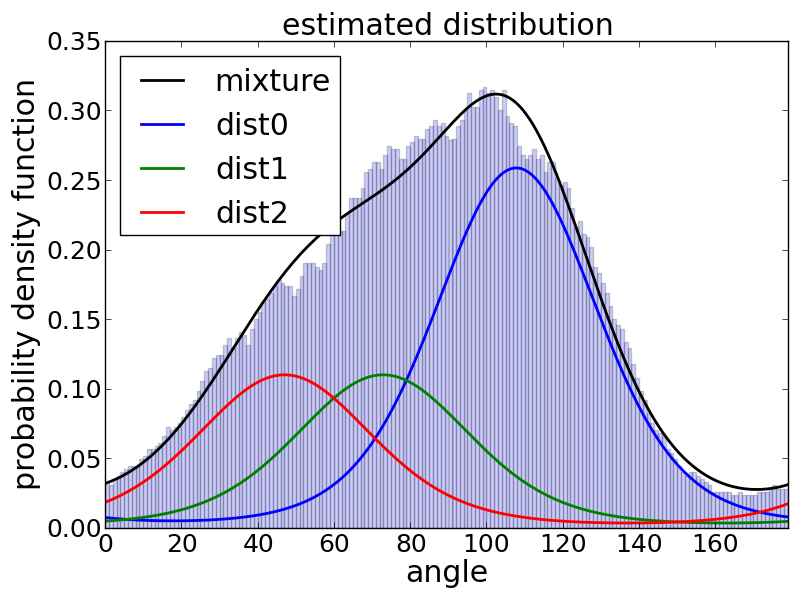 estimated distribution
probability density function
0.35
0.30
0.25
0.20
0.15
0.10
0.05
0.00
mixture
dist0
dist1
dist2
0 20 40 60 80 100 120 140 160
angle